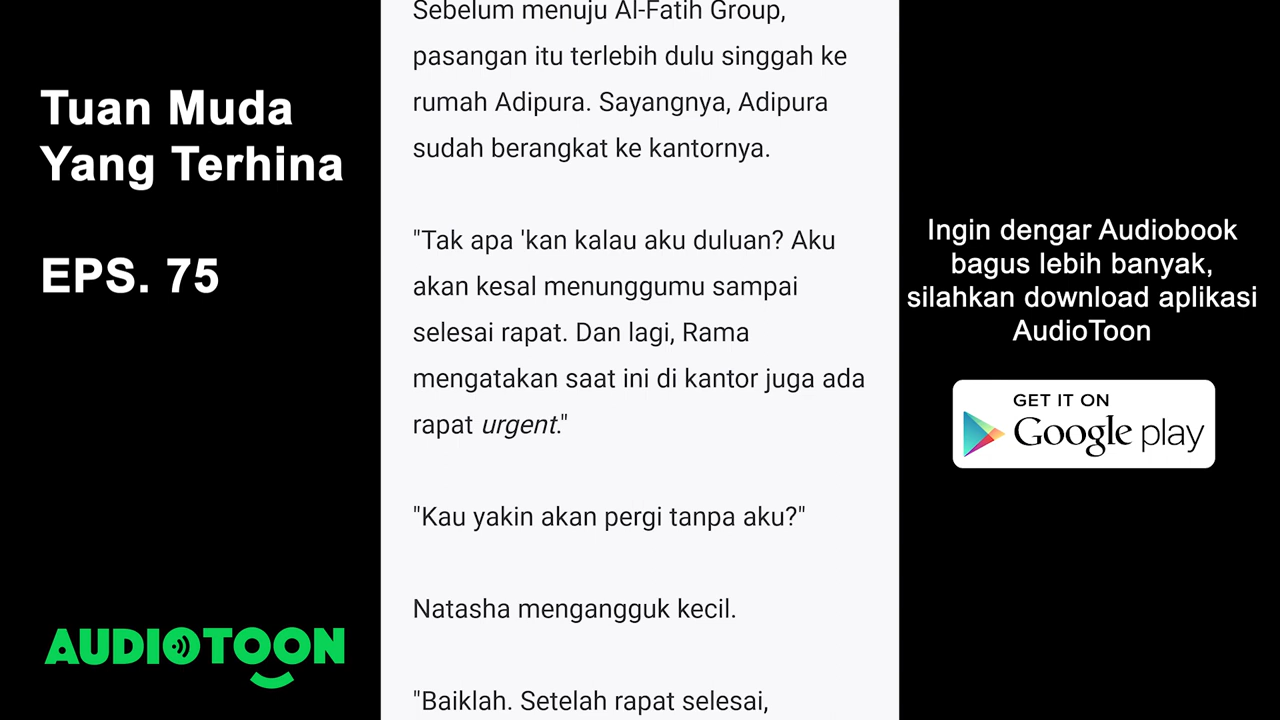 Tuan Muda
Yang Terhina
EPS. 75
AUDIOTOON
Sebelum menuju Al-Fatih Group,
pasangan itu terlebih dulu singgah ke
rumah Adipura. Sayangnya, Adipura
sudah berangkat ke kantornya.
"Tak apa 'kan kalau aku duluan? Aku
akan kesal menunggumu sampai
selesai rapat. Dan lagi, Rama
mengatakan saat ini di kantor juga ada
rapat urgent."
"Kau yakin akan pergi tanpa aku?"
Natasha mengangguk kecil.
"Baiklah. Setelah rapat selesai,
Ingin dengar Audiobook
bagus lebih banyak,
silahkan download aplikasi
AudioToon
GET IT ON
Google play